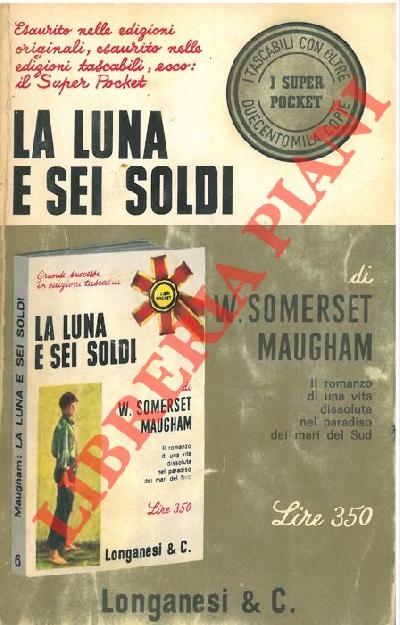 Esaurito nelle edizioni
originali, esaurito nelle
edizioni tascabili, ecco:
il Super Pocket
I TASCABILI CON OLTRE
I SUPER
POCKET
DUECENTOMILA COPIE
LA LUNA
E SEI SOLDI
di
W. SOMERSET
MAUGHAM
Il romanzo
di una vita
dissoluta
nel paradiso
dei mari del Sud
Lire 350
Maugham: LA LUNA E SEI SOLDI
6
Grandi successi
in edizioni tascabili
SUPER
POCKET
LA LUNA
E SEI SOLDI
di
W. SOMERSET
MAUGHAM
Il romanzo
di una vita
dissoluta
nel paradiso
dei mari del Sud
Lire 350
Longanesi & C.
Longanesi & C.
LIBRERIA PIANI